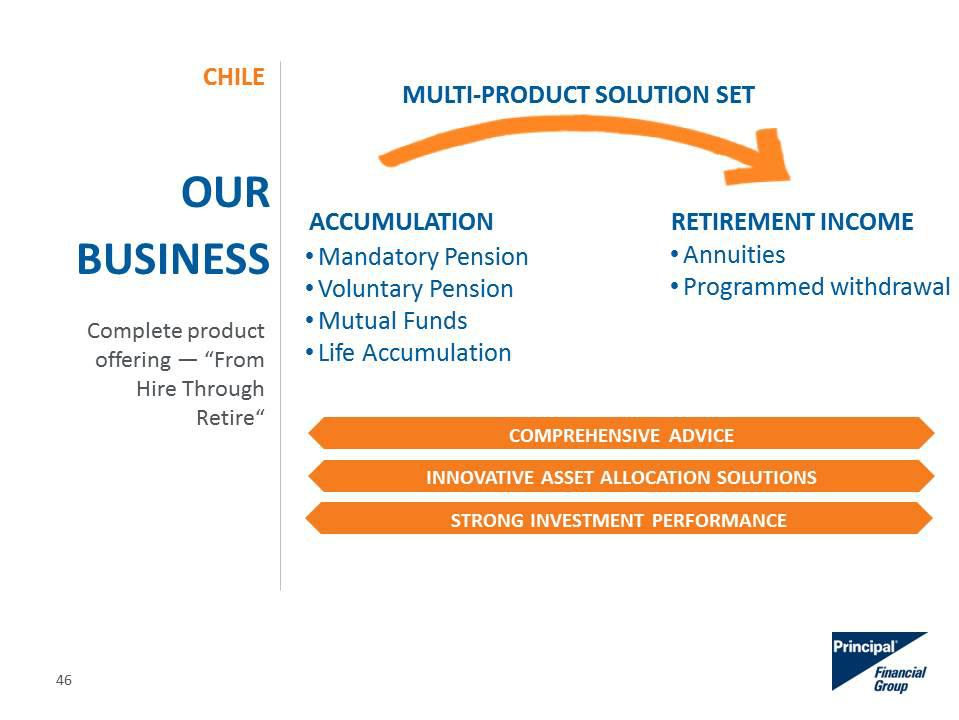 CHILE
OUR
BUSINESS
Complete product
offering — “From
Hire Through
Retire“
MULTI-PRODUCT SOLUTION SET
ACCUMULATION
• Mandatory Pension
• Voluntary Pension
• Mutual Funds
• Life Accumulation
RETIREMENT INCOME
• Annuities
• Programmed withdrawal
COMPREHENSIVE ADVICE
INNOVATIVE ASSET ALLOCATION SOLUTIONS
STRONG INVESTMENT PERFORMANCE
46
Principal®
Financial
Group